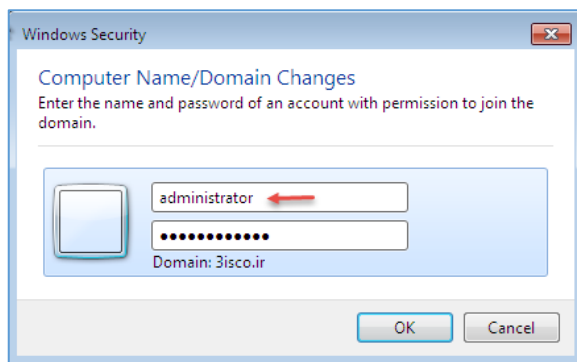 Windows Security
Computer Name/Domain Changes
Enter the name and password of an account with permission to join the
domain.
administrator
●●●●●●●●●●●●
Domain: 3isco.ir
OK
Cancel